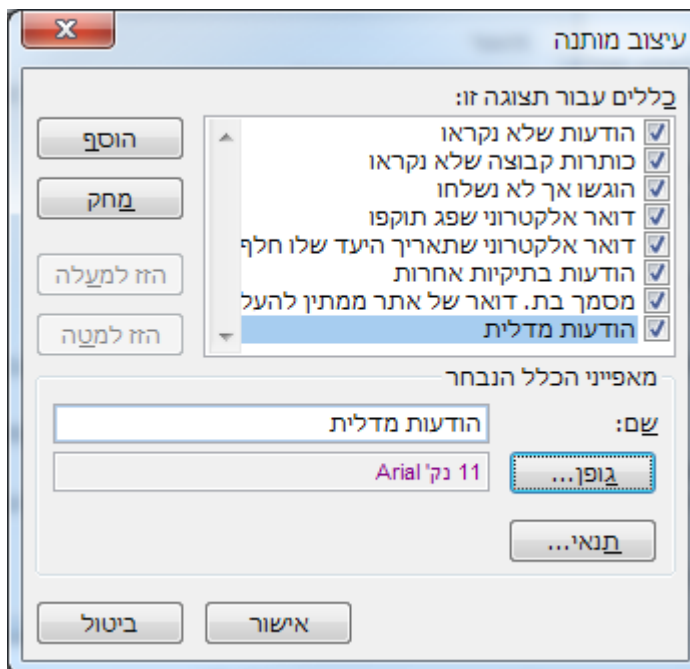 עיצוב מותנה
כללים עבור תצוגה זו:
הודעות שלא נקראו
כותרות קבוצה שלא נקראו
הוגשו אך לא נשלחו
דואר אלקטרוני שפג תוקפו
דואר אלקטרוני שתאריך היעד שלו חלף
הודעות בתיקיות אחרות
מסמך בת. דואר של אתר ממתין להעל
הודעות מדלית
הוסף
מחק
הזז למעלה
הזז למטה
מאפייני הכלל הנבחר
שם:
הודעות מדלית
גופן...
11 נק' Arial
תנאי...
אישור
ביטול